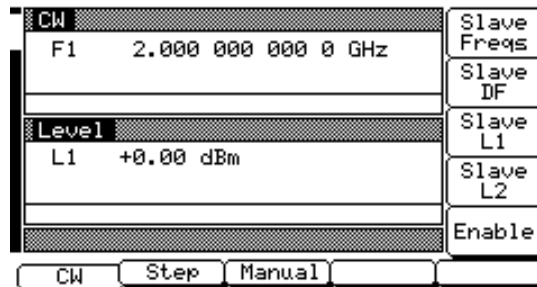 CW
F1 2.000 000 000 0 GHz
Level
L1 +0.00 dBm
Slave
Freqs
Slave
DF
Slave
L1
Slave
L2
Enable
CW Step Manual